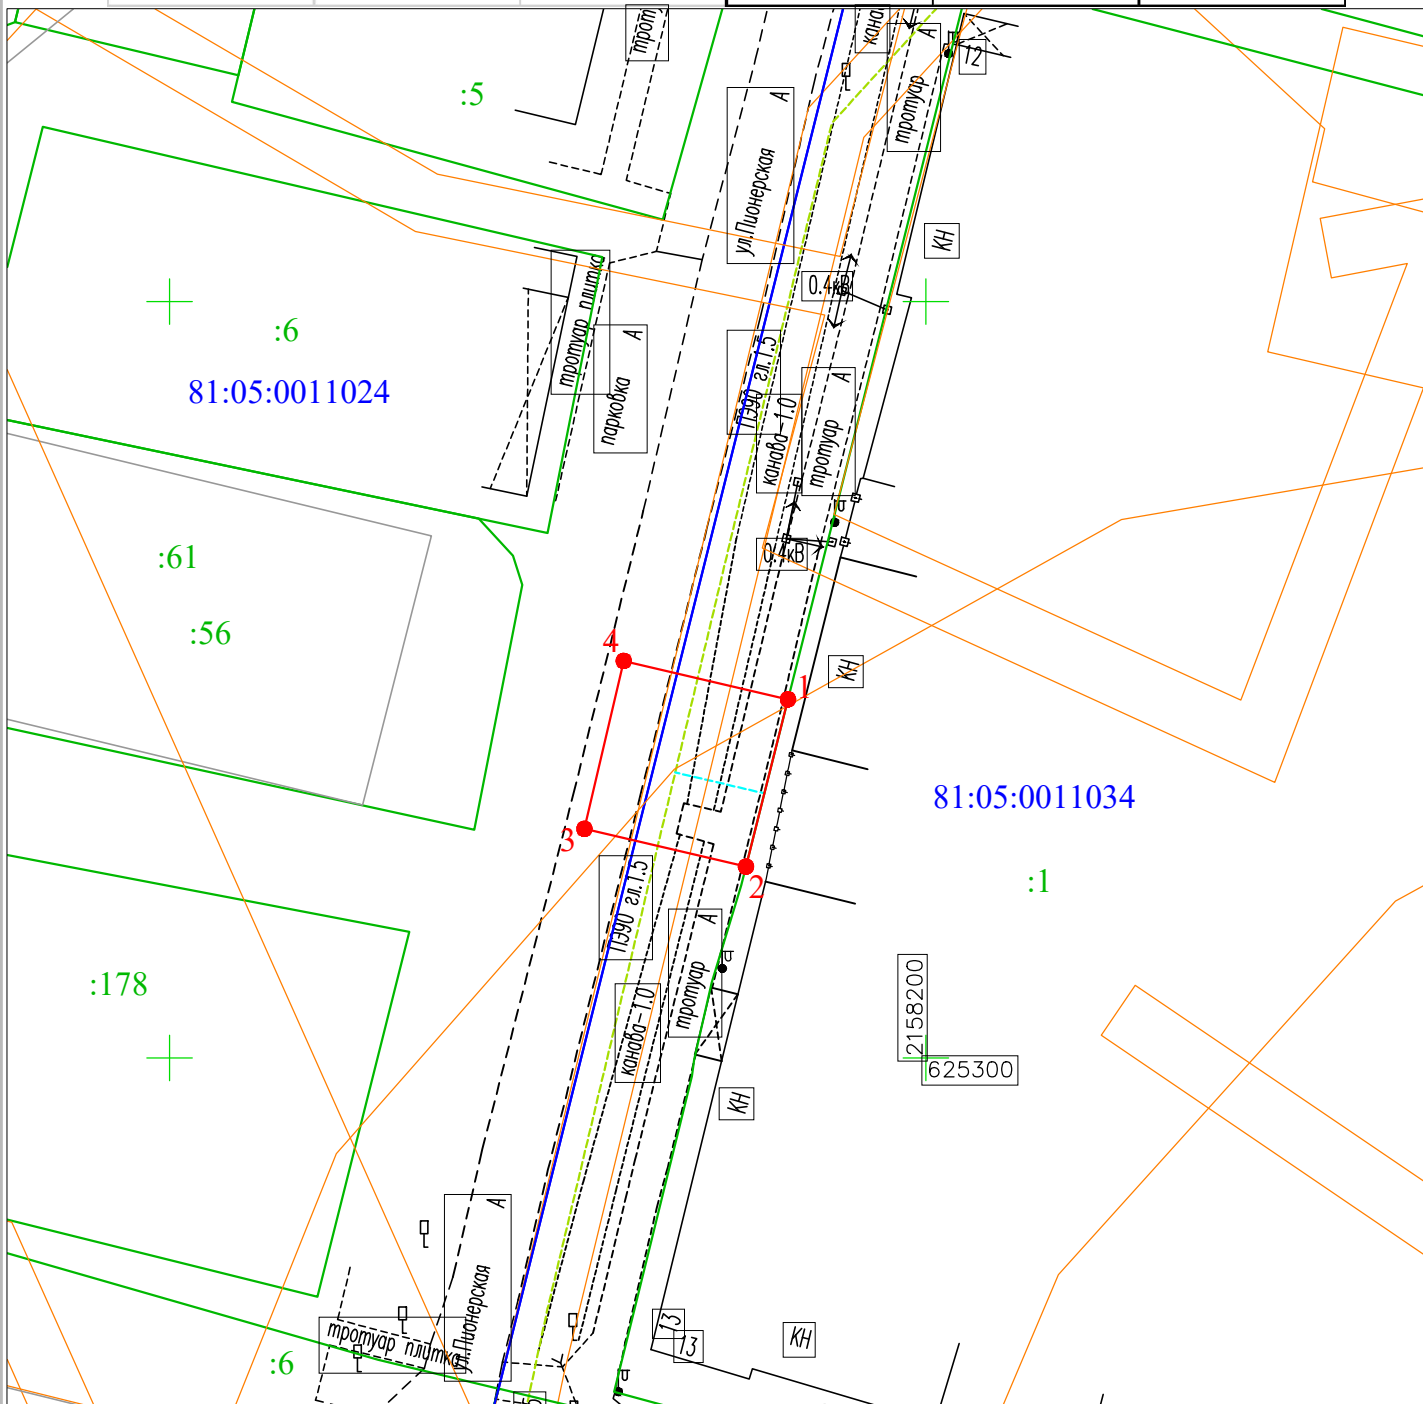 трот
кана
А
12
:5
А
тротуар
ул.Пионерская
КН
0.4кВ
:6
тротуар плитка
А
парковка
81:05:0011024
ПЭ90 гл.1.5
А
канава-1.0
тротуар
:61
0.4кВ
:56
4
КН
1
81:05:0011034
3
2
:1
ПЭ90 гл.1.5
А
тротуар
:178
канава-1.0
2158200
625300
КН
А
ул.Пионерская
13
13
КН
тротуар плитка
:6